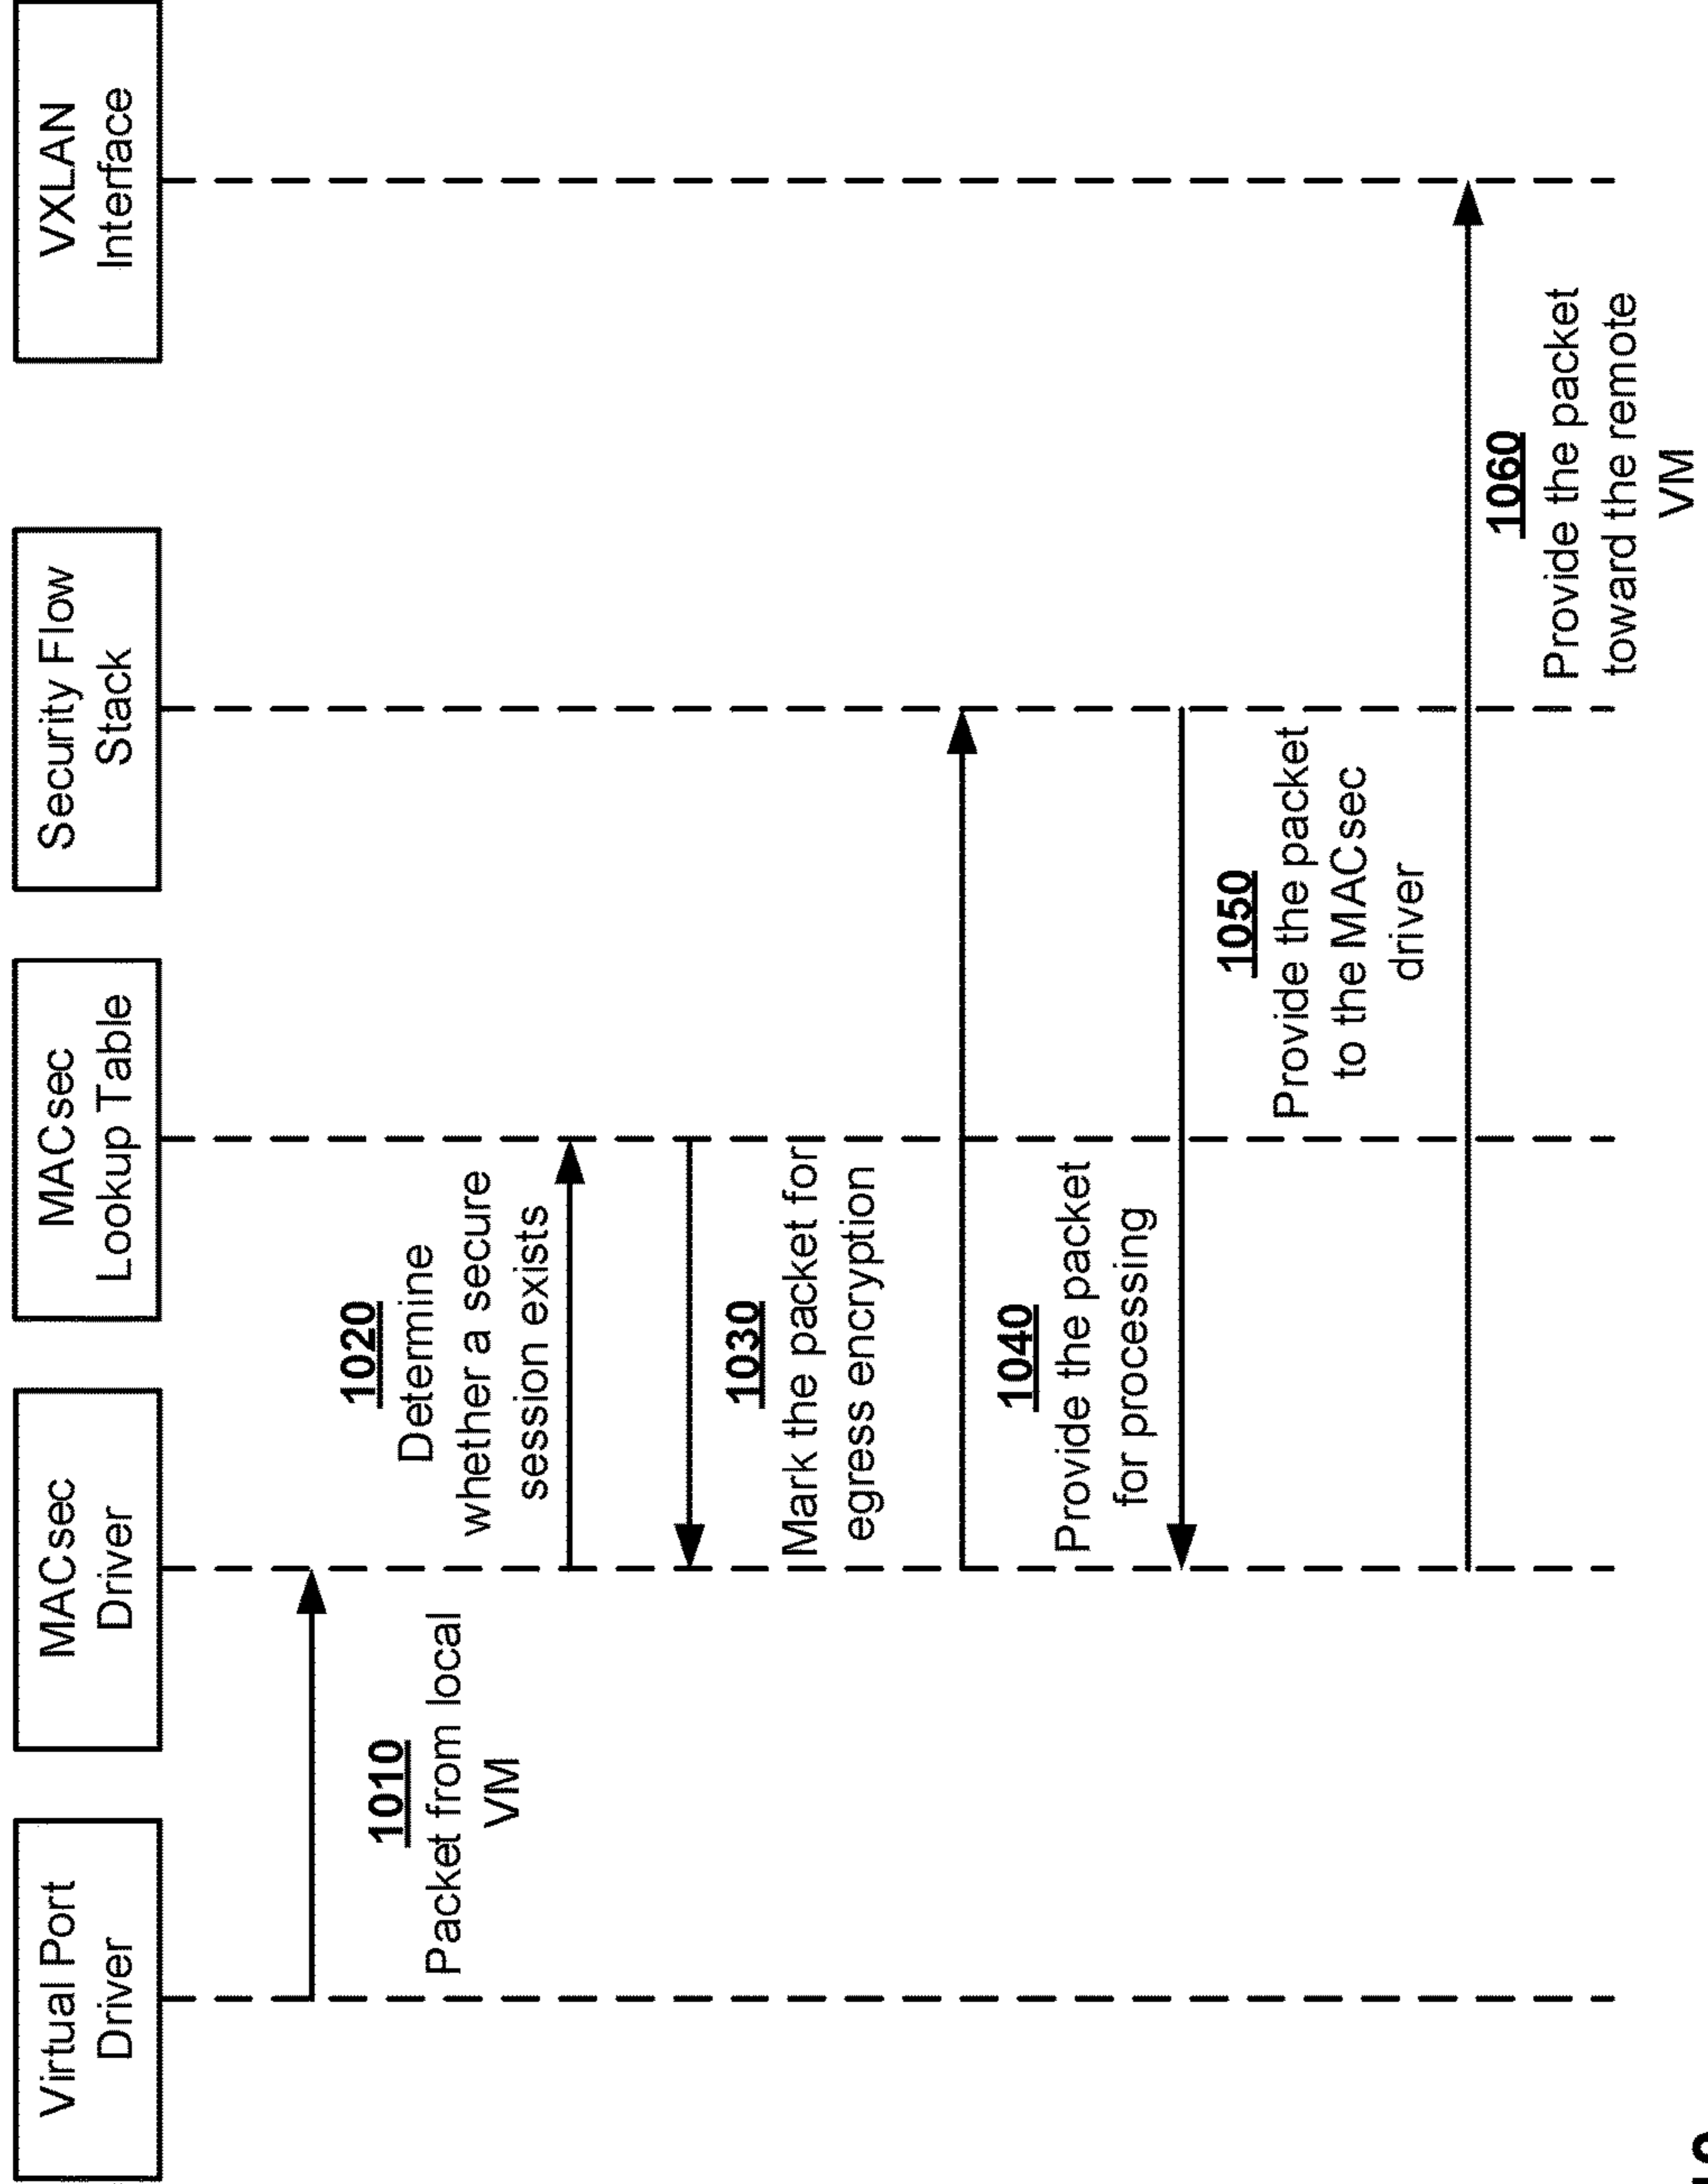 Virtual Port
Driver
MACsec
Driver
MACsec
Lookup Table
Security Flow
Stack
VXLAN
Interface
1010
Packet from local
VM
1020
Determine
whether a secure
session exists
1030
Mark the packet for
egress encryption
1040
Provide the packet
for processing
1050
Provide the packet
to the MACsec
driver
1060
Provide the packet
toward the remote
VM